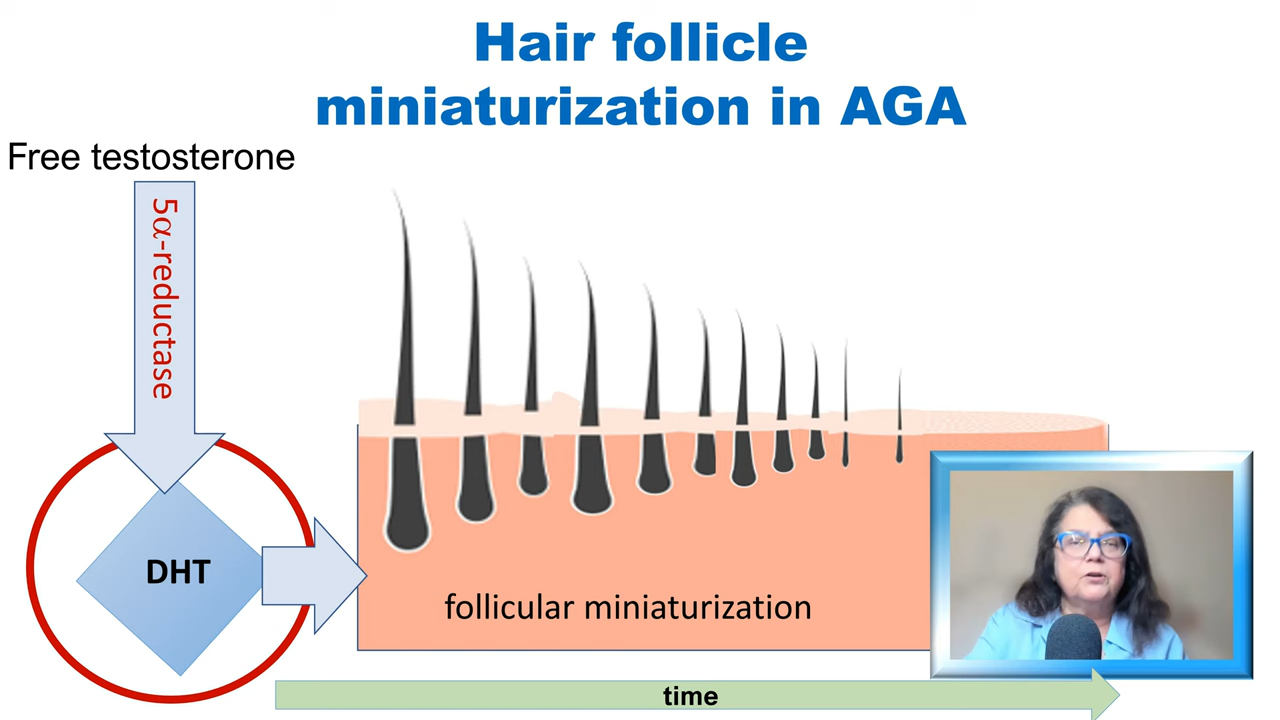 Hair follicle
miniaturization in AGA
Free testosterone
5α-reductase
DHT
follicular miniaturization
time